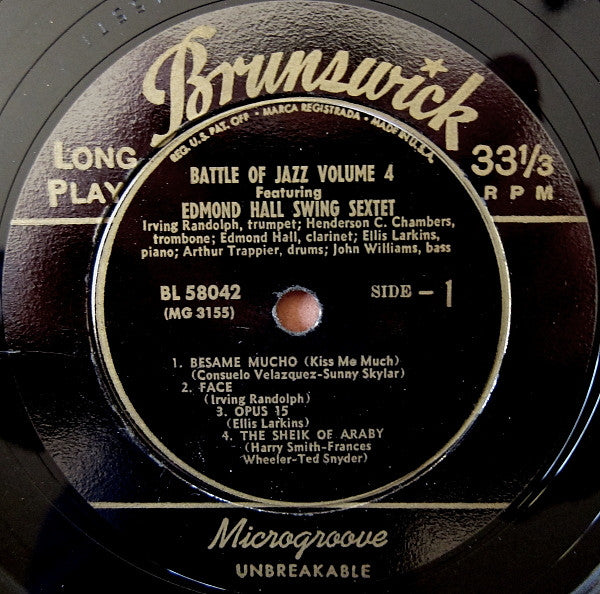 Brunswick
REG. U.S. PAT. OFF. • MARCA REGISTRADA • MADE IN U.S.A.
LONG PLAY
33 1/3 RPM
BATTLE OF JAZZ VOLUME 4
Featuring
EDMOND HALL SWING SEXTET
Irving Randolph, trumpet; Henderson C. Chambers,
trombone; Edmond Hall, clarinet; Ellis Larkins,
piano; Arthur Trappier, drums; John Williams, bass
BL 58042
(MG 3155)
SIDE - 1
1. BESAME MUCHO (Kiss Me Much)
(Consuelo Velazquez-Sunny Skylar)
2. FACE
(Irving Randolph)
3. OPUS 15
(Ellis Larkins)
4. THE SHEIK OF ARABY
(Harry Smith-Frances
Wheeler-Ted Snyder)
Microgroove
UNBREAKABLE